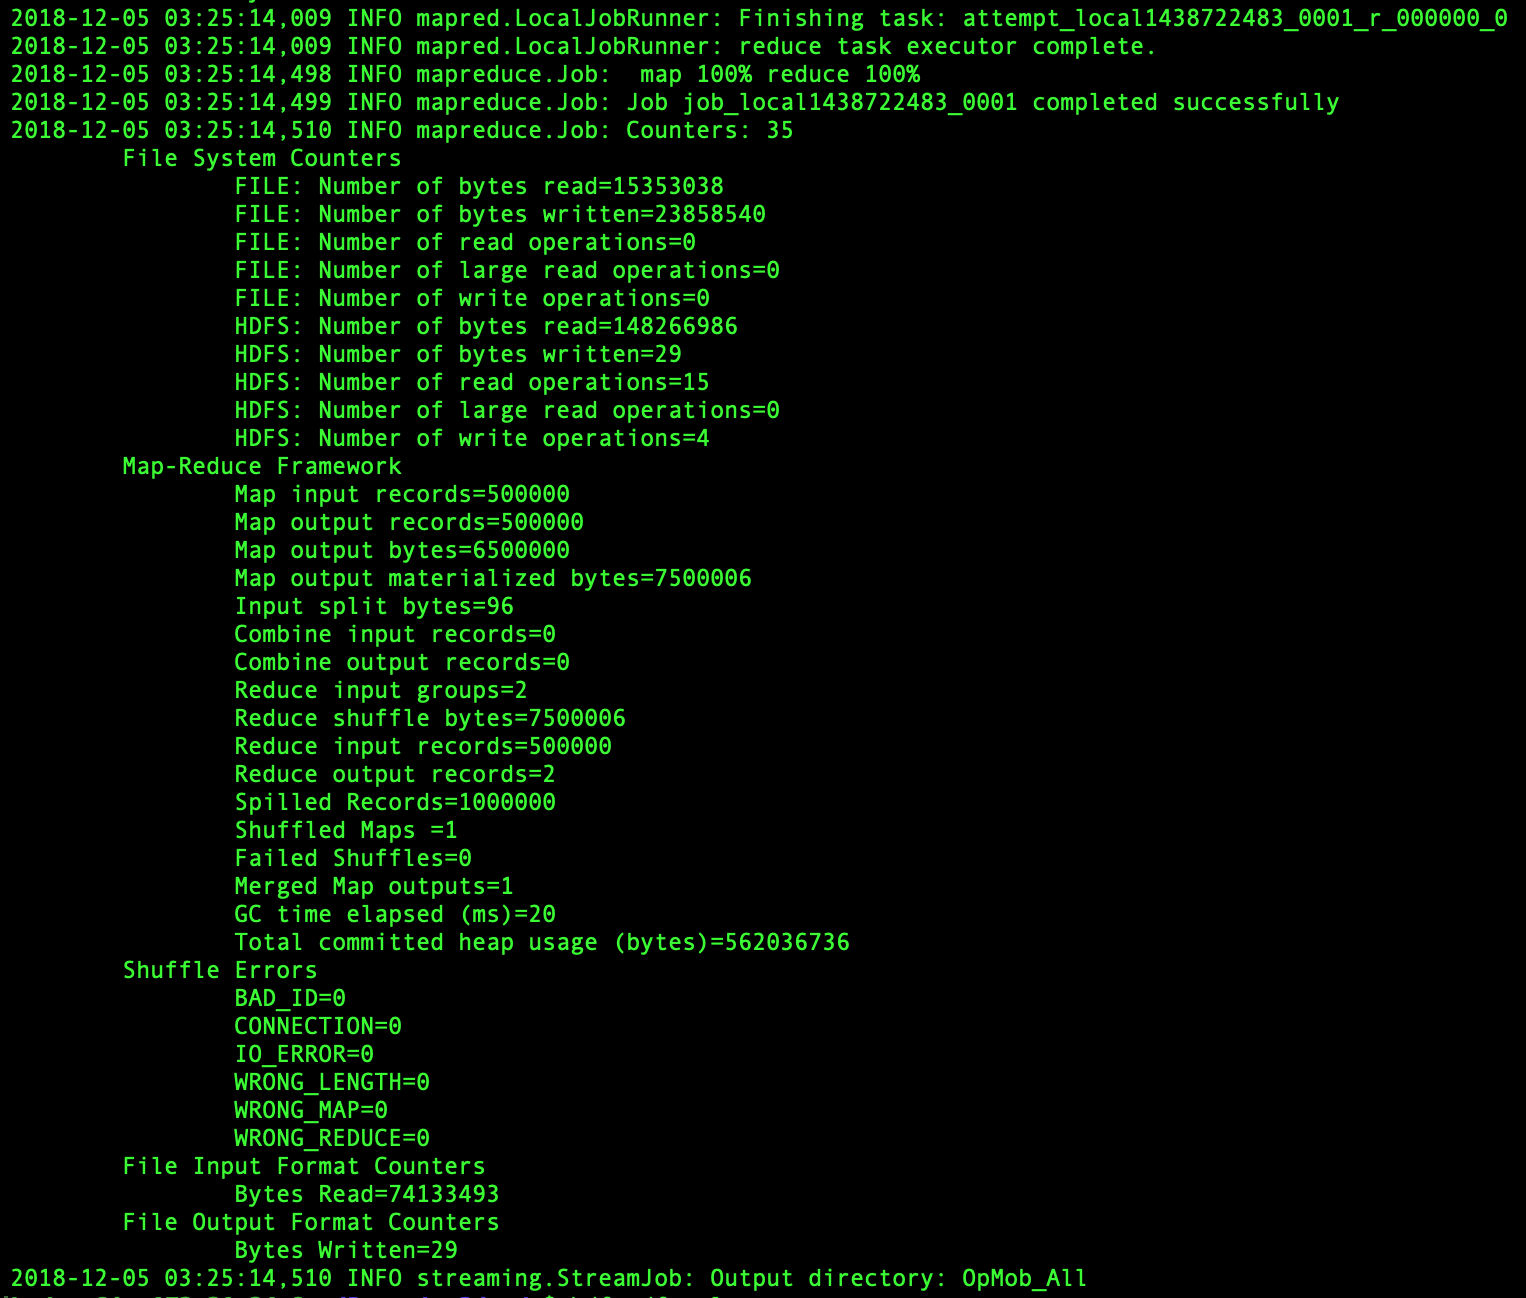 2018-12-05 03:25:14,009 INFO mapred.LocalJobRunner: Finishing task: attempt_local1438722483_0001_r_000000_0
2018-12-05 03:25:14,009 INFO mapred.LocalJobRunner: reduce task executor complete.
2018-12-05 03:25:14,498 INFO mapreduce.Job:  map 100% reduce 100%
2018-12-05 03:25:14,499 INFO mapreduce.Job: Job job_local1438722483_0001 completed successfully
2018-12-05 03:25:14,510 INFO mapreduce.Job: Counters: 35
File System Counters
FILE: Number of bytes read=15353038
FILE: Number of bytes written=23858540
FILE: Number of read operations=0
FILE: Number of large read operations=0
FILE: Number of write operations=0
HDFS: Number of bytes read=148266986
HDFS: Number of bytes written=29
HDFS: Number of read operations=15
HDFS: Number of large read operations=0
HDFS: Number of write operations=4
Map-Reduce Framework
Map input records=500000
Map output records=500000
Map output bytes=6500000
Map output materialized bytes=7500006
Input split bytes=96
Combine input records=0
Combine output records=0
Reduce input groups=2
Reduce shuffle bytes=7500006
Reduce input records=500000
Reduce output records=2
Spilled Records=1000000
Shuffled Maps =1
Failed Shuffles=0
Merged Map outputs=1
GC time elapsed (ms)=20
Total committed heap usage (bytes)=562036736
Shuffle Errors
BAD_ID=0
CONNECTION=0
IO_ERROR=0
WRONG_LENGTH=0
WRONG_MAP=0
WRONG_REDUCE=0
File Input Format Counters
Bytes Read=74133493
File Output Format Counters
Bytes Written=29
2018-12-05 03:25:14,510 INFO streaming.StreamJob: Output directory: OpMob_All